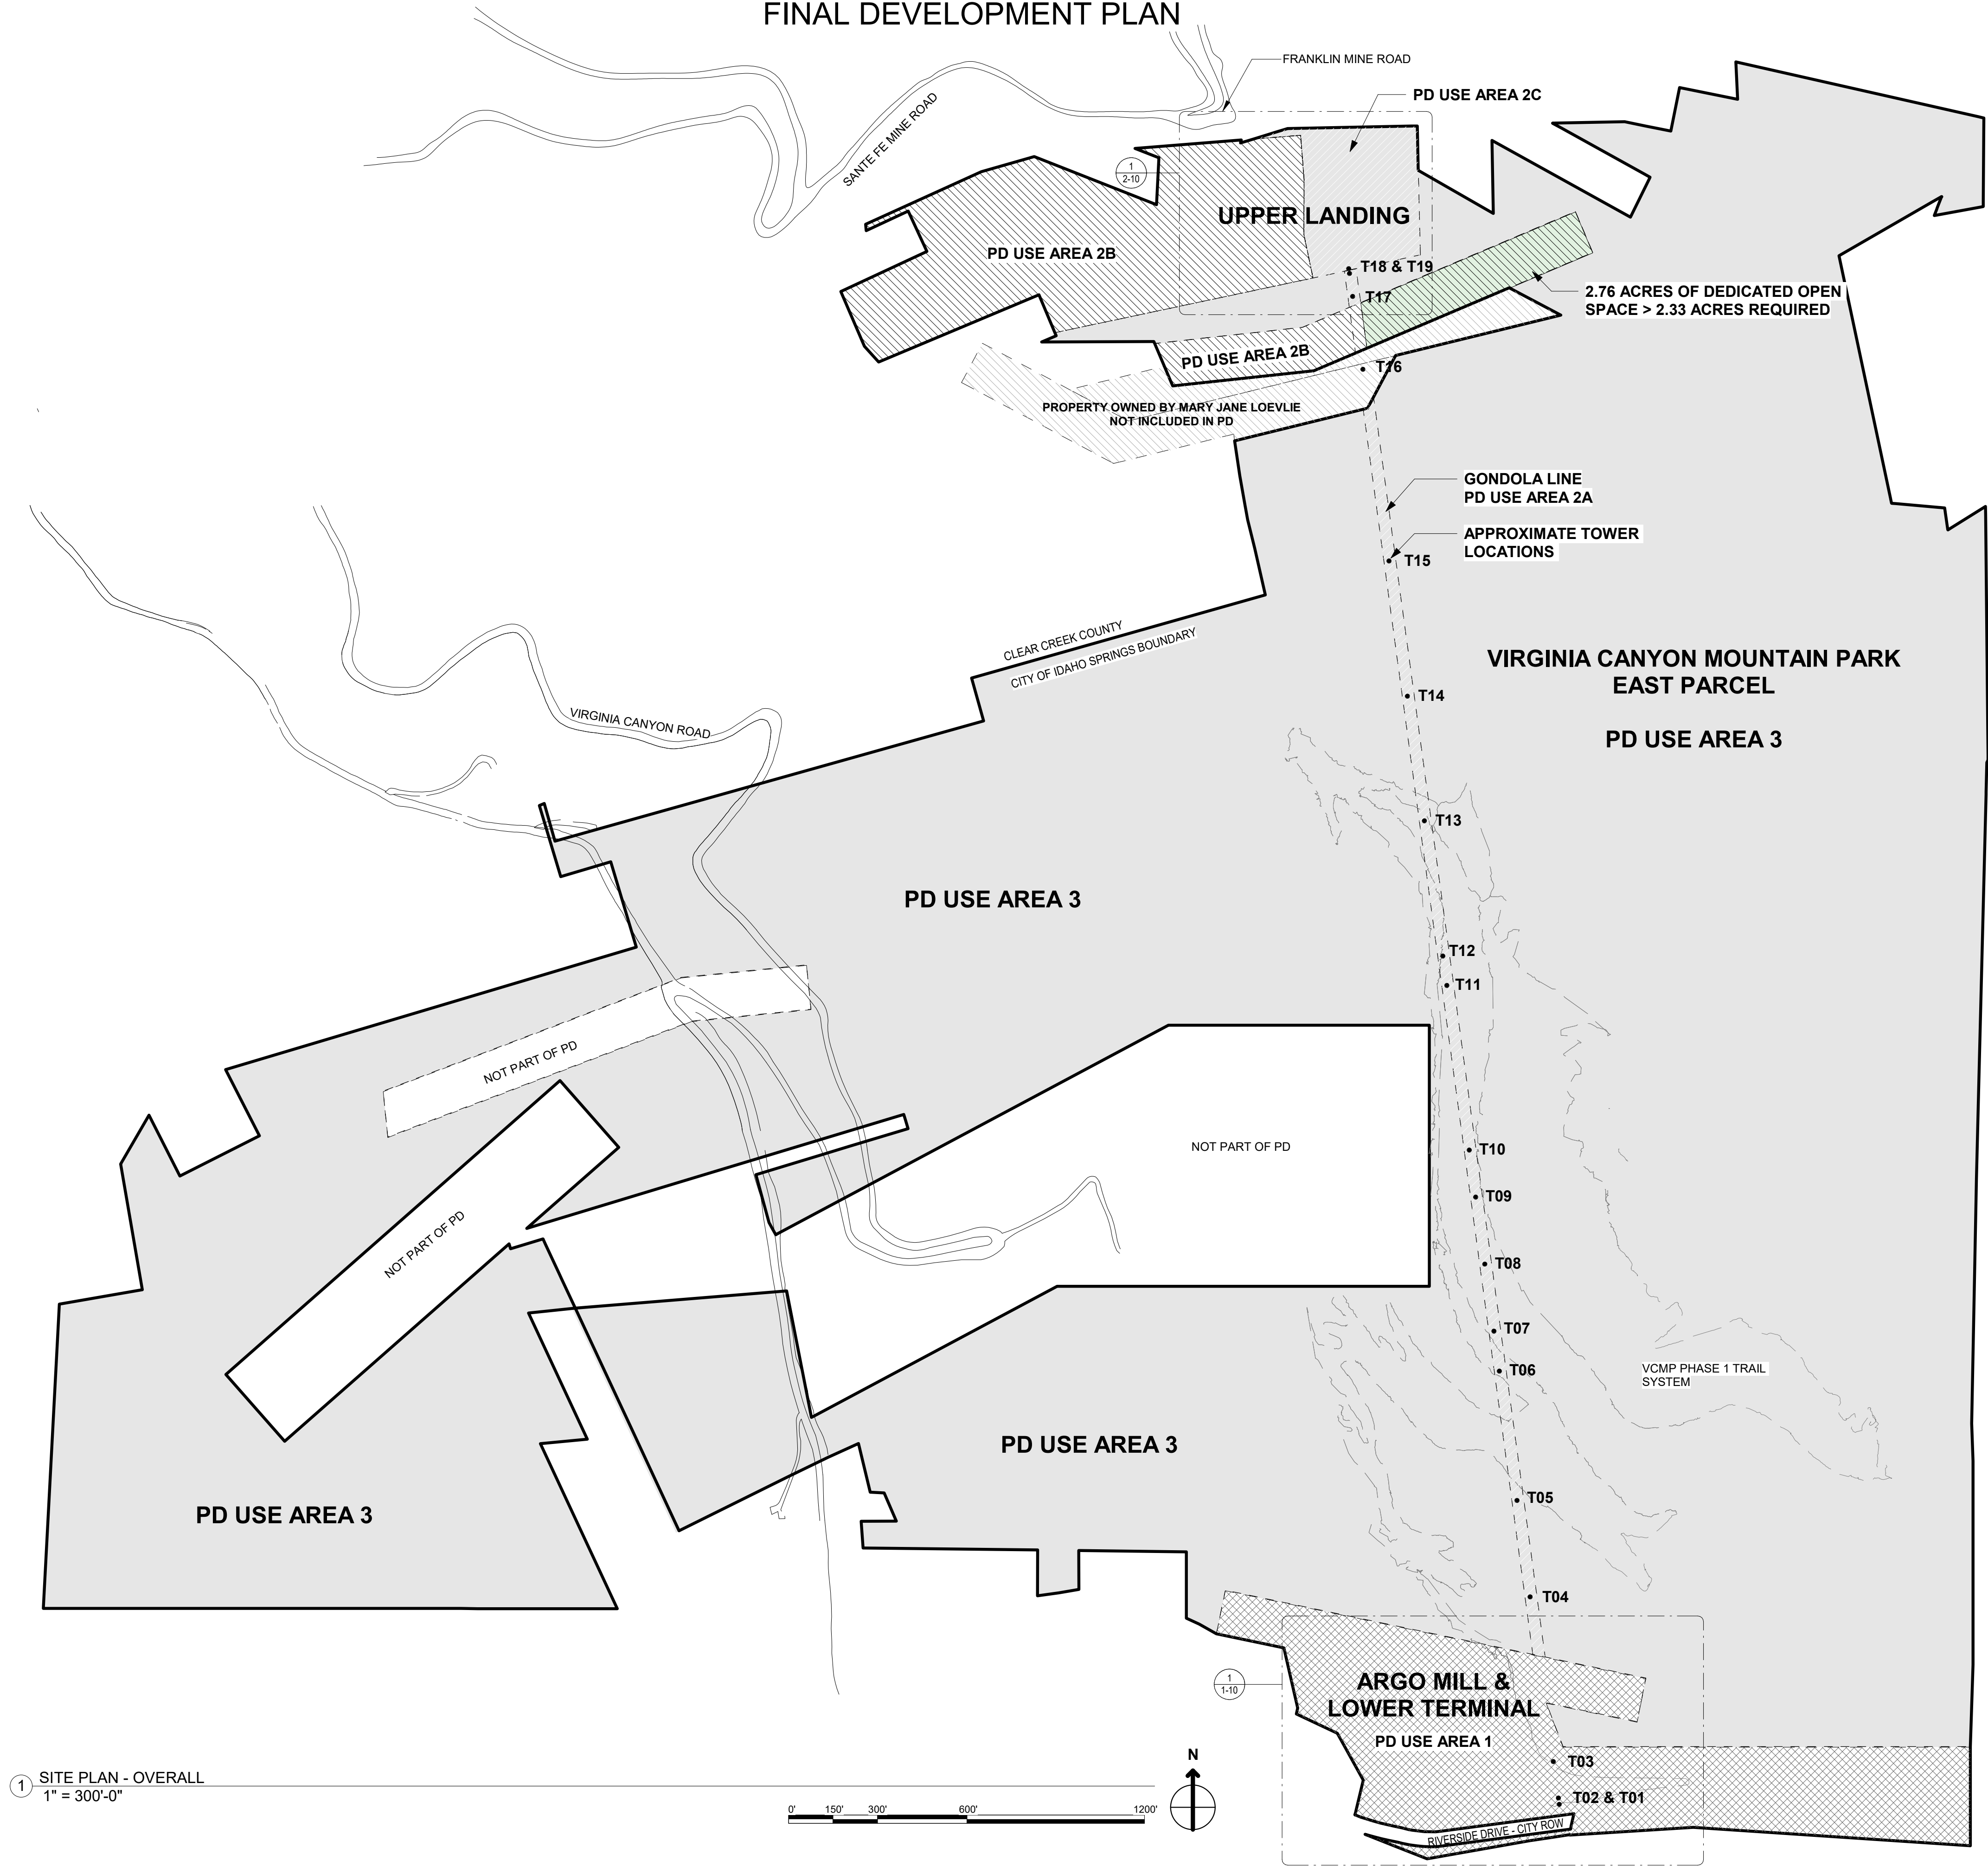 FINAL DEVELOPMENT PLAN
FRANKLIN MINE ROAD
PD USE AREA 2C
SANTE FE MINE ROAD
1
2-10
UPPER LANDING
PD USE AREA 2B
T18 & T19
T17
2.76 ACRES OF DEDICATED OPEN
SPACE > 2.33 ACRES REQUIRED
PD USE AREA 2B
T16
PROPERTY OWNED BY MARY JANE LOEVLIE
NOT INCLUDED IN PD
GONDOLA LINE
PD USE AREA 2A
APPROXIMATE TOWER
LOCATIONS
T15
CLEAR CREEK COUNTY
CITY OF IDAHO SPRINGS BOUNDARY
VIRGINIA CANYON MOUNTAIN PARK
EAST PARCEL
PD USE AREA 3
T14
VIRGINIA CANYON ROAD
T13
PD USE AREA 3
T12
T11
NOT PART OF PD
NOT PART OF PD
T10
T09
NOT PART OF PD
T08
T07
T06
VCMP PHASE 1 TRAIL
SYSTEM
PD USE AREA 3
T05
PD USE AREA 3
T04
1
1-10
ARGO MILL &
LOWER TERMINAL
PD USE AREA 1
T03
T02 & T01
RIVERSIDE DRIVE - CITY ROW
N
1
SITE PLAN - OVERALL
1" = 300'-0"
0' 150' 300' 600' 1200'